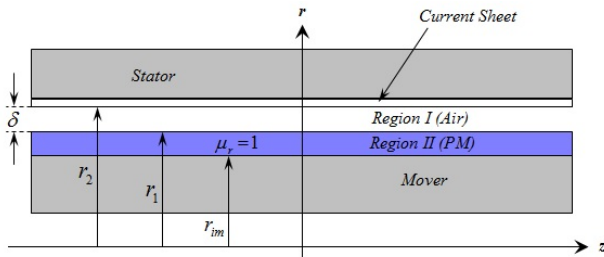 r
Current Sheet
Stator
δ
Region I (Air)
μᵣ = 1
Region II (PM)
r₂
r₁
Mover
rᵢₘ
z